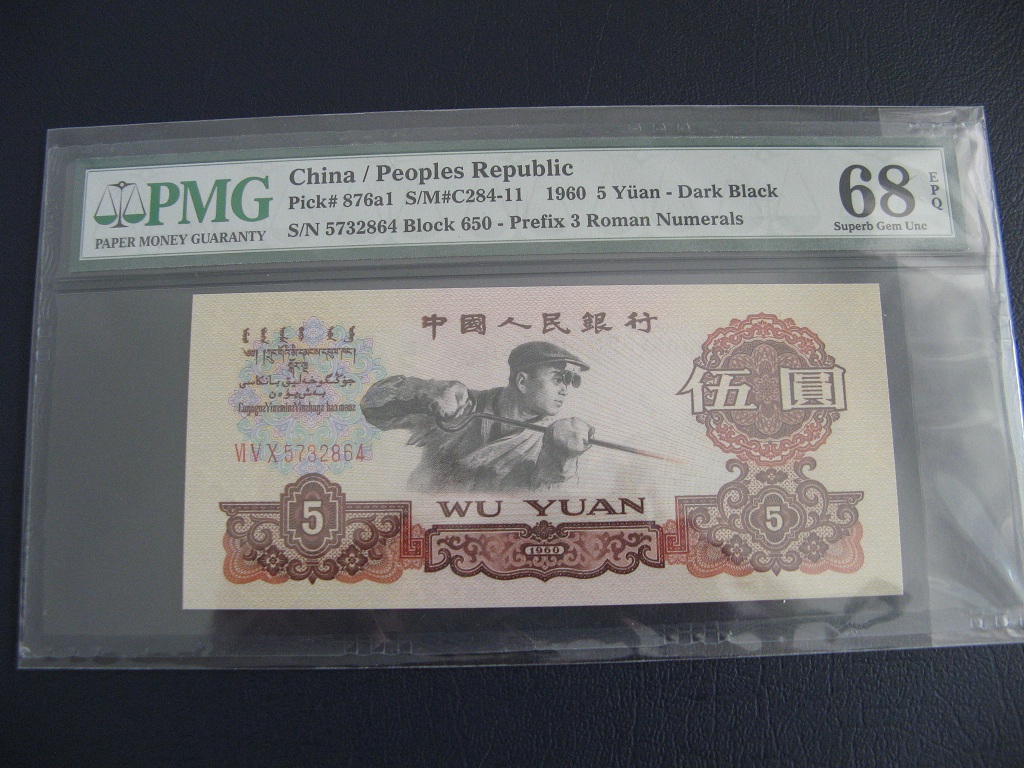 PMG
PAPER MONEY GUARANTY
China / Peoples Republic
Pick# 876a1 S/M#C284-11 1960 5 Yüan - Dark Black
S/N 5732864 Block 650 - Prefix 3 Roman Numerals
68 EPQ
Superb Gem Unc
中國人民銀行
伍圓
VI V X 5732864
WU YUAN
5
1960
5